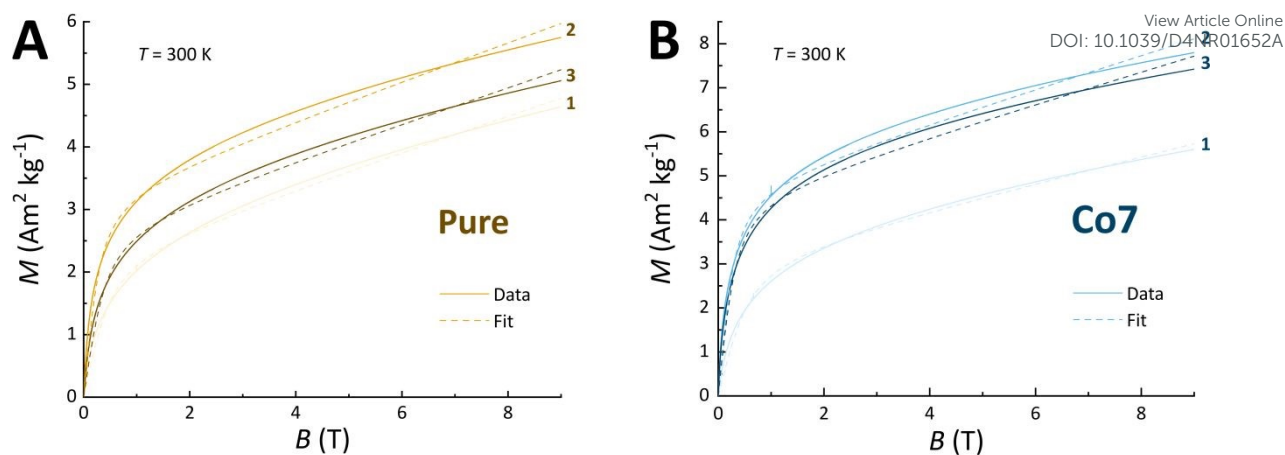 View Article Online
DOI: 10.1039/D4NR01652A
A
T = 300 K
6
5
4
3
2
1
0
M (Am² kg⁻¹)
2
3
1
Pure
Data
Fit
0 2 4 6 8
B (T)
B
T = 300 K
8
7
6
5
4
3
2
1
0
M (Am² kg⁻¹)
2
3
1
Co7
Data
Fit
0 2 4 6 8
B (T)